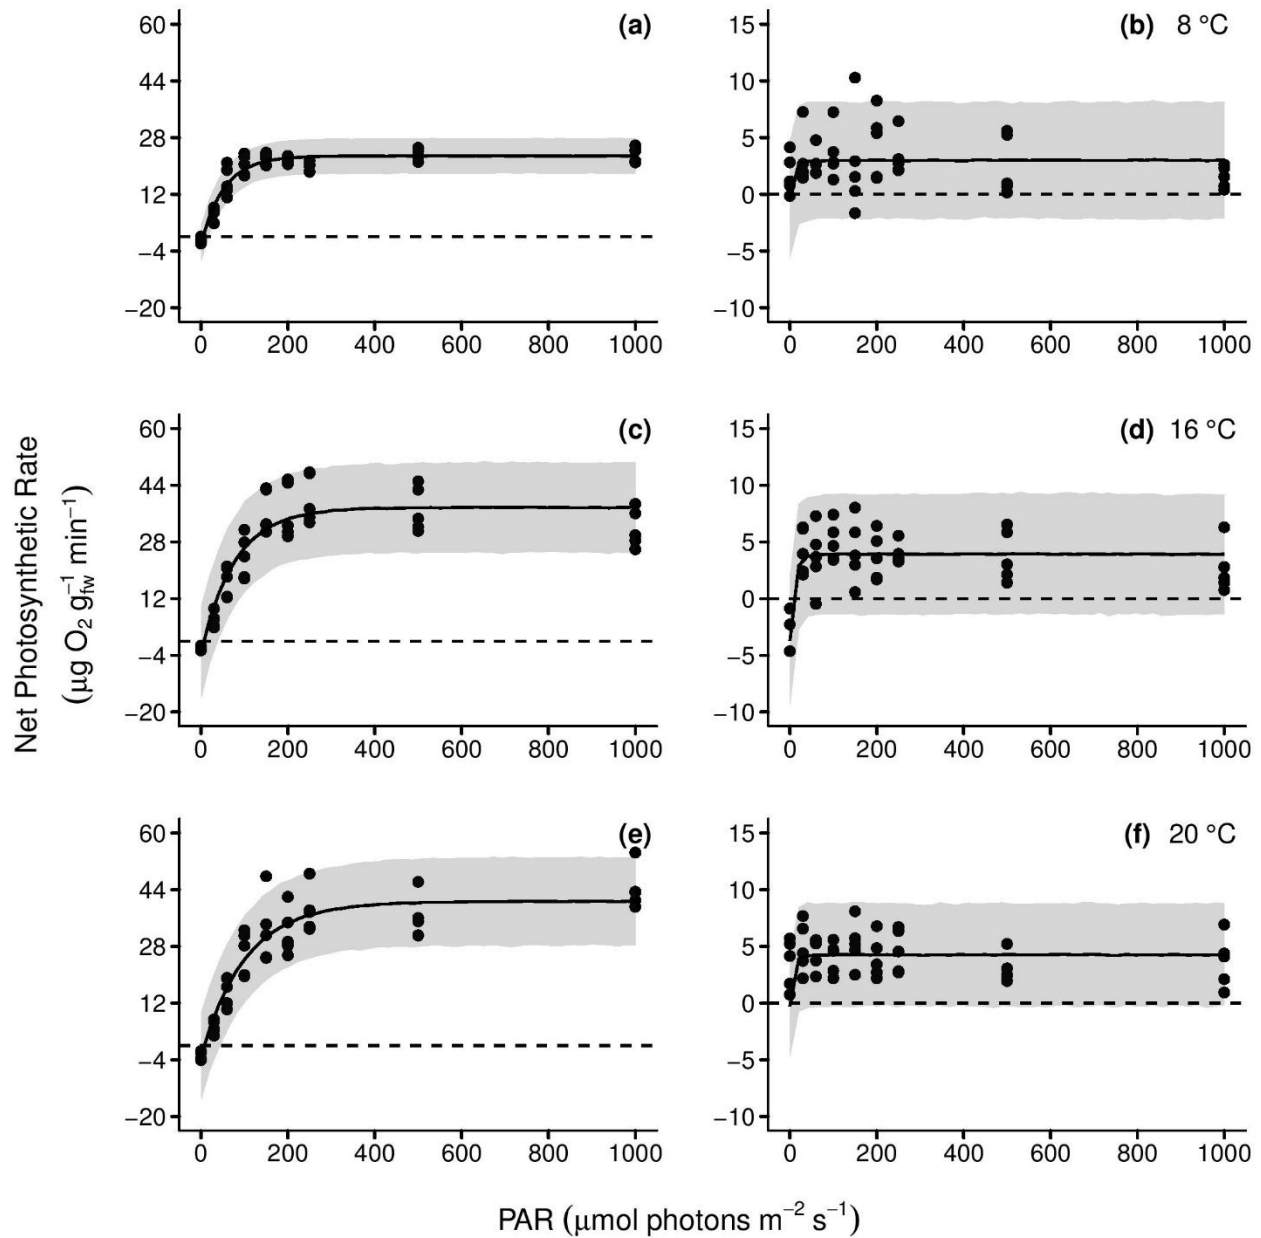 60
44
28
12
−4
−20
(a)
0 200 400 600 800 1000
15
10
5
0
−5
−10
(b) 8 °C
0 200 400 600 800 1000
60
44
28
12
−4
−20
(c)
0 200 400 600 800 1000
15
10
5
0
−5
−10
(d) 16 °C
0 200 400 600 800 1000
60
44
28
12
−4
−20
(e)
0 200 400 600 800 1000
15
10
5
0
−5
−10
(f) 20 °C
0 200 400 600 800 1000
Net Photosynthetic Rate
(μg O₂ g_fw⁻¹ min⁻¹)
PAR (μmol photons m⁻² s⁻¹)